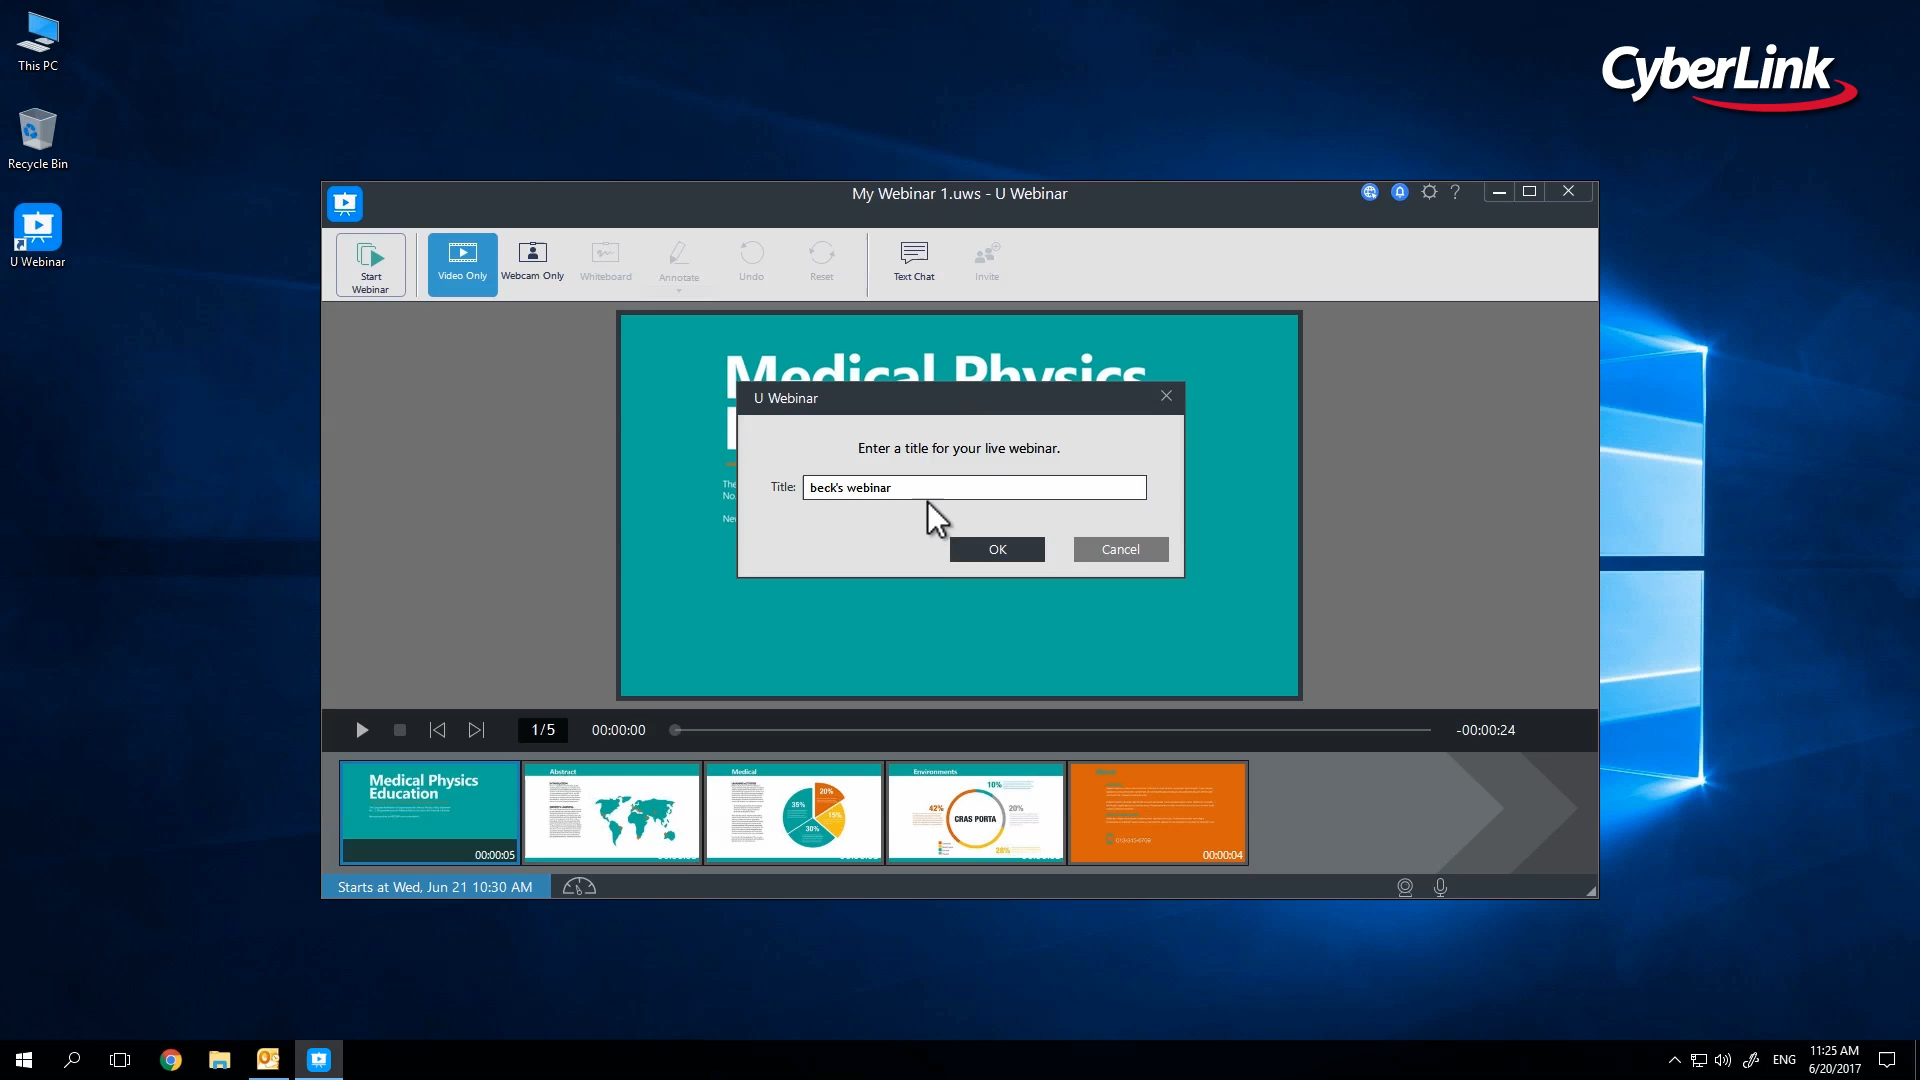 This PC
Recycle Bin
U Webinar
CyberLink
My Webinar 1.uws - U Webinar
?
Start
Webinar
Video Only
Webcam Only
Whiteboard
Annotate
Undo
Reset
Text Chat
Invite
Medical Physics
U Webinar
Enter a title for your live webinar.
Title: beck's webinar
OK
Cancel
The
No.
1/5
00:00:00
-00:00:24
Medical Physics
Education
00:00:05
Abstract
Medical
35%
20%
15%
30%
Environments
10%
42%
20%
CRAS PORTA
28%
00:00:04
Starts at Wed, Jun 21 10:30 AM
ENG
11:25 AM
6/20/2017